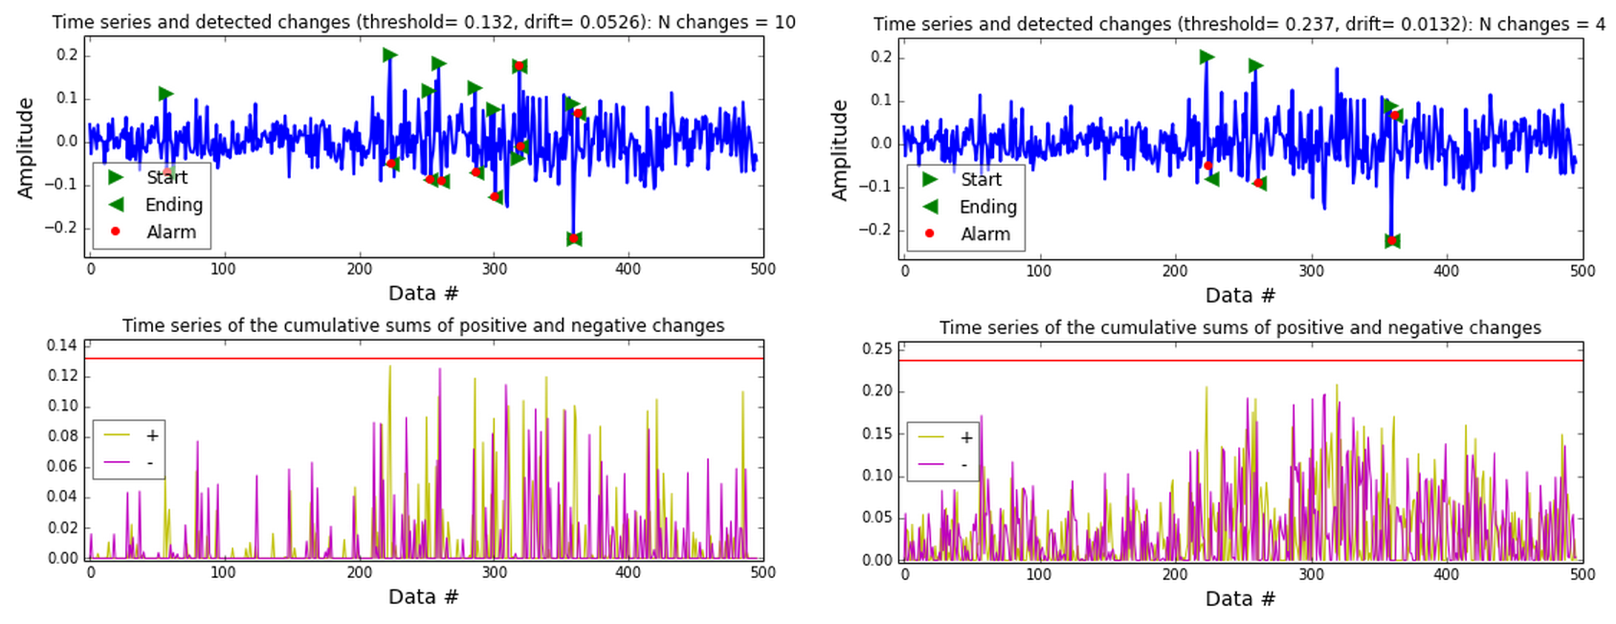 Time series and detected changes (threshold= 0.132, drift= 0.0526): N changes = 10
0.2
0.1
0.0
−0.1
−0.2
Amplitude
Start
Ending
Alarm
0 100 200 300 400 500
Data #
Time series of the cumulative sums of positive and negative changes
0.14
0.12
0.10
0.08
0.06
0.04
0.02
0.00
+
-
0 100 200 300 400 500
Data #
Time series and detected changes (threshold= 0.237, drift= 0.0132): N changes = 4
0.2
0.1
0.0
−0.1
−0.2
Amplitude
Start
Ending
Alarm
0 100 200 300 400 500
Data #
Time series of the cumulative sums of positive and negative changes
0.25
0.20
0.15
0.10
0.05
0.00
+
-
0 100 200 300 400 500
Data #